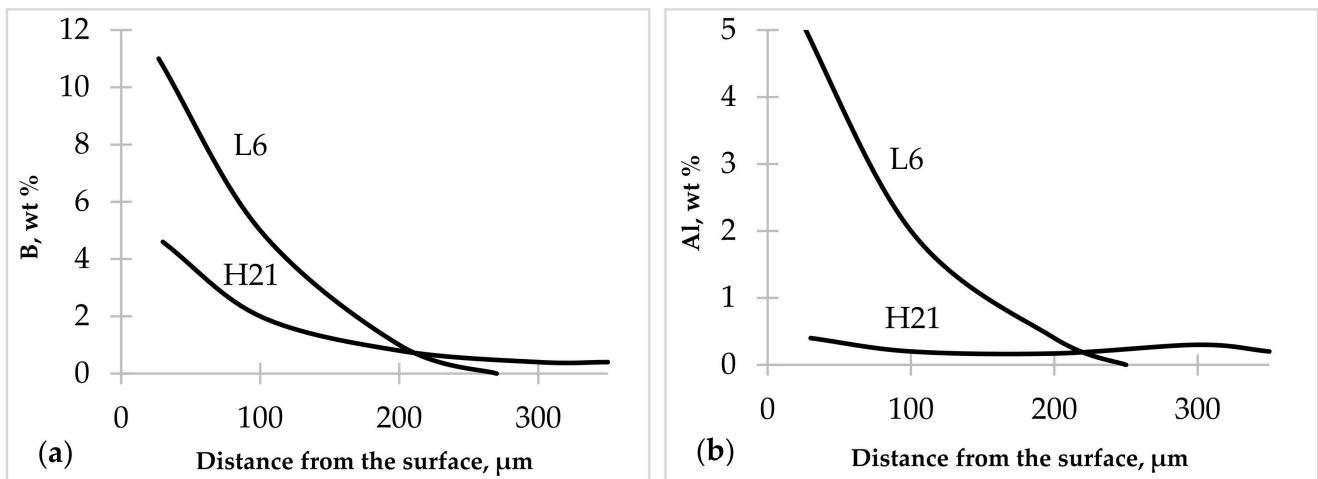 12
10
8
6
4
2
0
B, wt %
L6
H21
0 100 200 300
(a) Distance from the surface, μm
5
4
3
2
1
0
Al, wt %
L6
H21
0 100 200 300
(b) Distance from the surface, μm